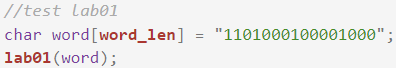 //test lab01
char word[word_len] = "1101000100001000";
lab01(word);